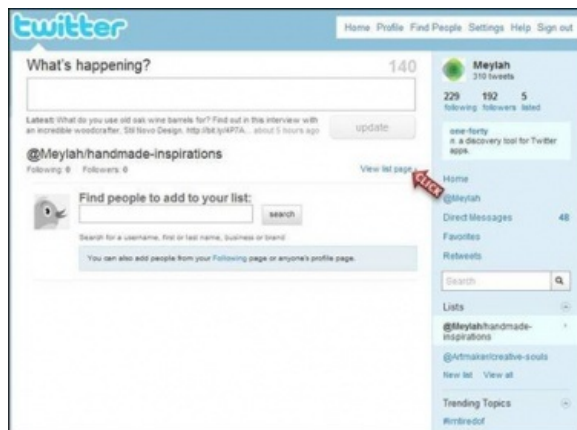 twitter
Home Profile Find People Settings Help Sign out
What's happening?
140
Latest: What do you use old oak wine barrels for? Find out in this interview with
an incredible woodcrafter, Stil Novo Design, http://bit.ly/4P7A... about 5 hours ago
update
@Meylah/handmade-inspirations
Following: 0 Followers: 0
View list page
CLICK
Find people to add to your list:
search
Search for a username, first or last name, business or brand
You can also add people from your Following page or anyone's profile page.
Meylah
310 tweets
229 192 5
following followers listed
one-forty
n. a discovery tool for Twitter
apps.
Home
@Meylah
Direct Messages 48
Favorites
Retweets
Search
Lists
@Meylah/handmade-
inspirations
@Artmaker/creative-souls
New list View all
Trending Topics
#imtiredof